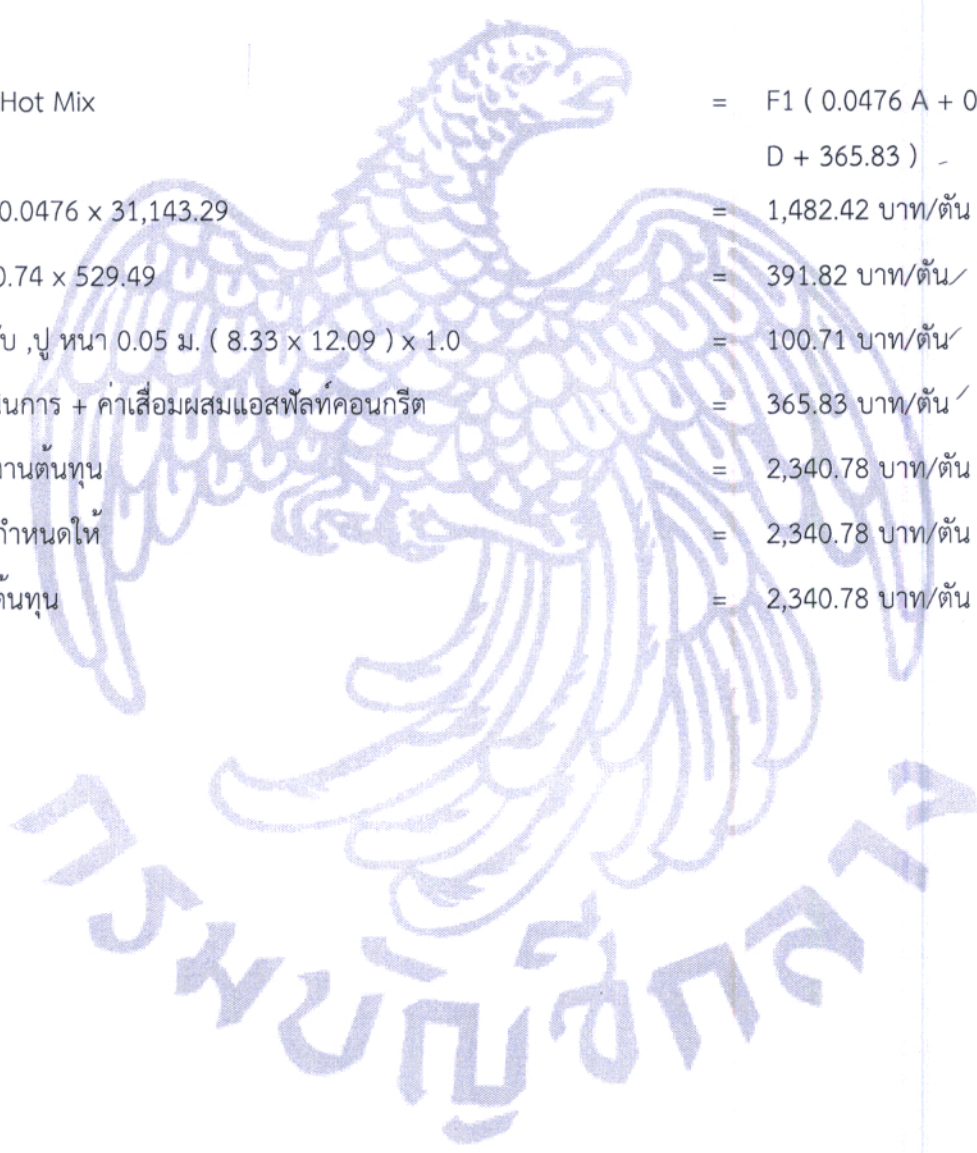 Hot Mix = F1 ( 0.0476 A + 0
D + 365.83 )
0.0476 x 31,143.29 = 1,482.42 บาท/ตัน
0.74 x 529.49 = 391.82 บาท/ตัน
,ปู หนา 0.05 ม. ( 8.33 x 12.09 ) x 1.0 = 100.71 บาท/ตัน
นการ + ค่าเสื่อมผสมแอสฟัลท์คอนกรีต = 365.83 บาท/ตัน
านต้นทุน = 2,340.78 บาท/ตัน
กำหนดให้ = 2,340.78 บาท/ตัน
ต้นทุน = 2,340.78 บาท/ตัน
กรมบัญชีกลาง